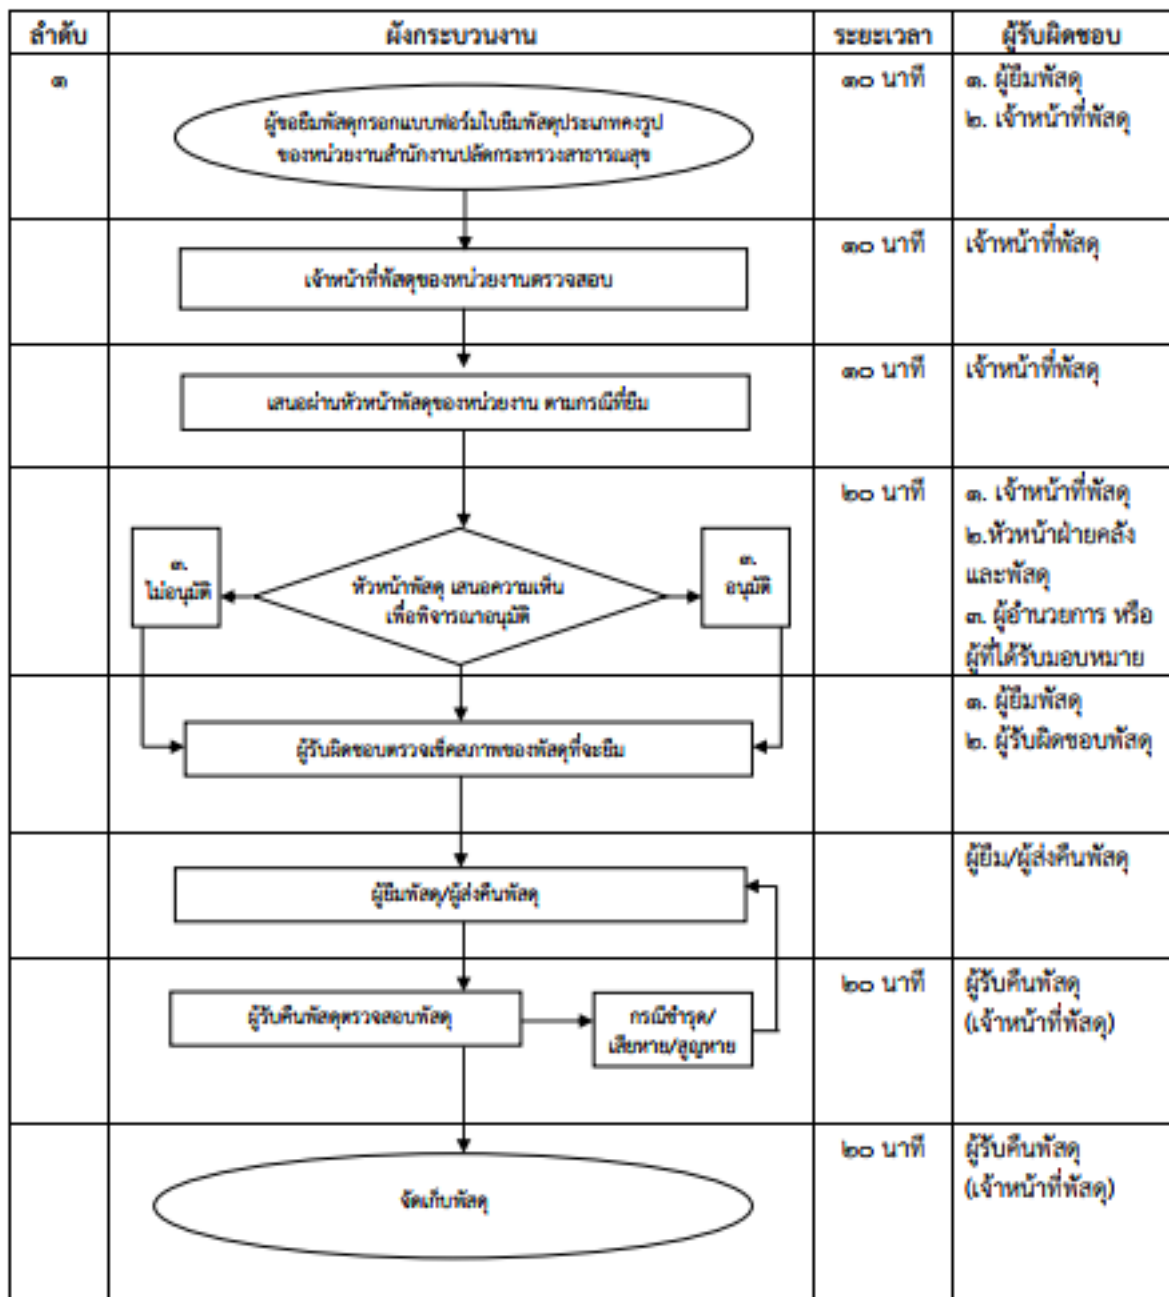 ลำดับ ผังกระบวนงาน ระยะเวลา ผู้รับผิดชอบ
๑
ผู้ขอยืมพัสดุกรอกแบบฟอร์มใบยืมพัสดุประเภทคงรูป
ของหน่วยงานสำนักงานปลัดกระทรวงสาธารณสุข
๑๐ นาที
๑. ผู้ยืมพัสดุ
๒. เจ้าหน้าที่พัสดุ
เจ้าหน้าที่พัสดุของหน่วยงานตรวจสอบ
๑๐ นาที
เจ้าหน้าที่พัสดุ
เสนอผ่านหัวหน้าพัสดุของหน่วยงาน ตามกรณีที่ยืม
๑๐ นาที
เจ้าหน้าที่พัสดุ
๓.
ไม่อนุมัติ
หัวหน้าพัสดุ เสนอความเห็น
เพื่อพิจารณาอนุมัติ
๓.
อนุมัติ
๒๐ นาที
๑. เจ้าหน้าที่พัสดุ
๒.หัวหน้าฝ่ายคลัง
และพัสดุ
๓. ผู้อำนวยการ หรือ
ผู้ที่ได้รับมอบหมาย
ผู้รับผิดชอบตรวจเช็คสภาพของพัสดุที่จะยืม
๑. ผู้ยืมพัสดุ
๒. ผู้รับผิดชอบพัสดุ
ผู้ยืมพัสดุ/ผู้ส่งคืนพัสดุ
ผู้ยืม/ผู้ส่งคืนพัสดุ
ผู้รับคืนพัสดุตรวจสอบพัสดุ
กรณีชำรุด/
เสียหาย/สูญหาย
๒๐ นาที
ผู้รับคืนพัสดุ
(เจ้าหน้าที่พัสดุ)
จัดเก็บพัสดุ
๒๐ นาที
ผู้รับคืนพัสดุ
(เจ้าหน้าที่พัสดุ)